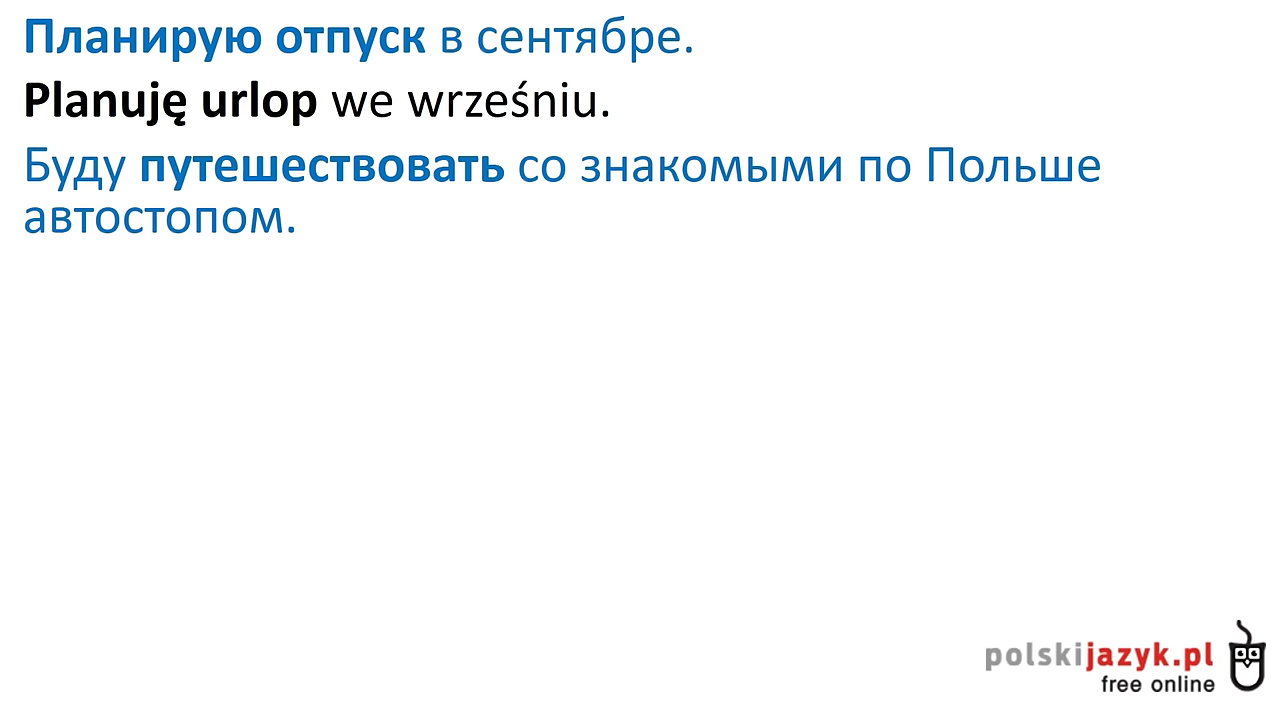 Планирую отпуск в сентябре.
Planuję urlop we wrześniu.
Буду путешествовать со знакомыми по Польше
автостопом.
polskijazyk.pl
free online